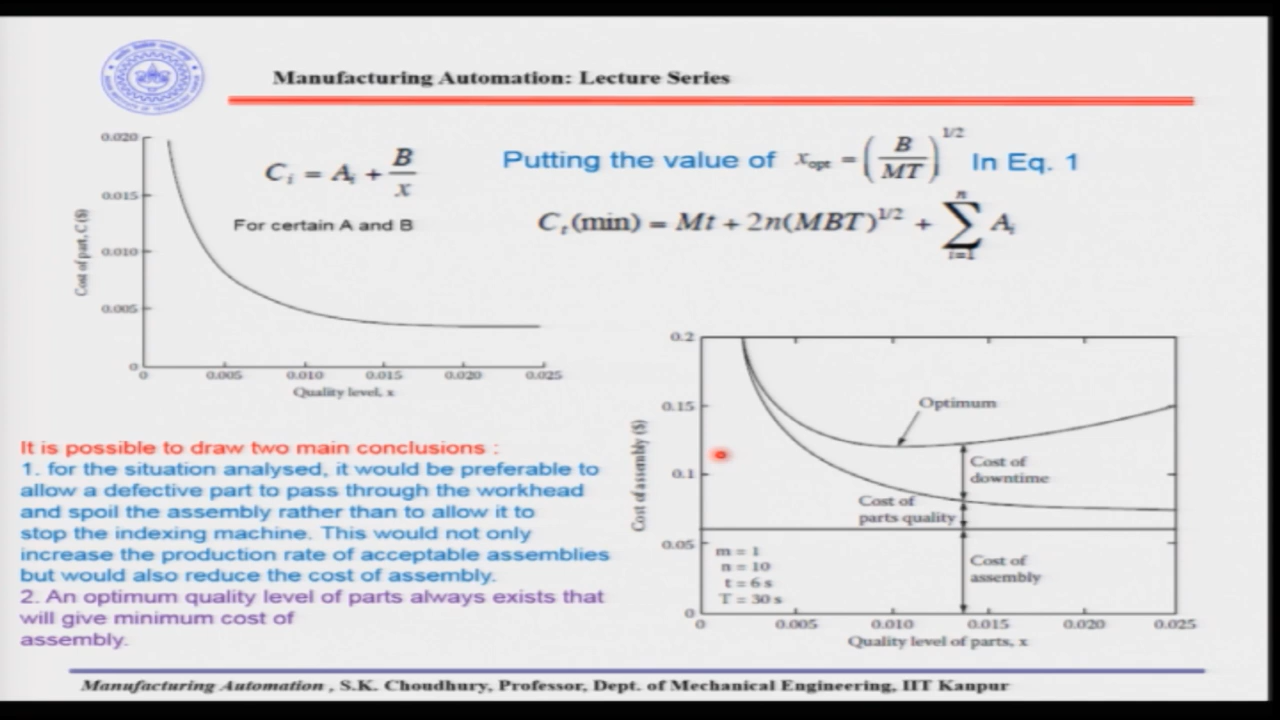 Manufacturing Automation: Lecture Series
0.020
0.015
0.010
0.005
0
0
0.005
0.010
0.015
0.020
0.025
Cost of part, C ($)
Quality level, x
C_i = A_i + B/x
For certain A and B
Putting the value of x_opt = (B/MT)^1/2 In Eq. 1
C_t(min) = Mt + 2n(MBT)^1/2 + Σ_{i=1}^{n} A_i
It is possible to draw two main conclusions :
1. for the situation analysed, it would be preferable to
allow a defective part to pass through the workhead
and spoil the assembly rather than to allow it to
stop the indexing machine. This would not only
increase the production rate of acceptable assemblies
but would also reduce the cost of assembly.
2. An optimum quality level of parts always exists that
will give minimum cost of
assembly.
0.2
0.15
0.1
0.05
0
Cost of assembly ($)
Optimum
Cost of
downtime
Cost of
parts quality
Cost of
assembly
m = 1
n = 10
t = 6 s
T = 30 s
0
0.005
0.010
0.015
0.020
0.025
Quality level of parts, x
Manufacturing Automation , S.K. Choudhury, Professor, Dept. of Mechanical Engineering, IIT Kanpur